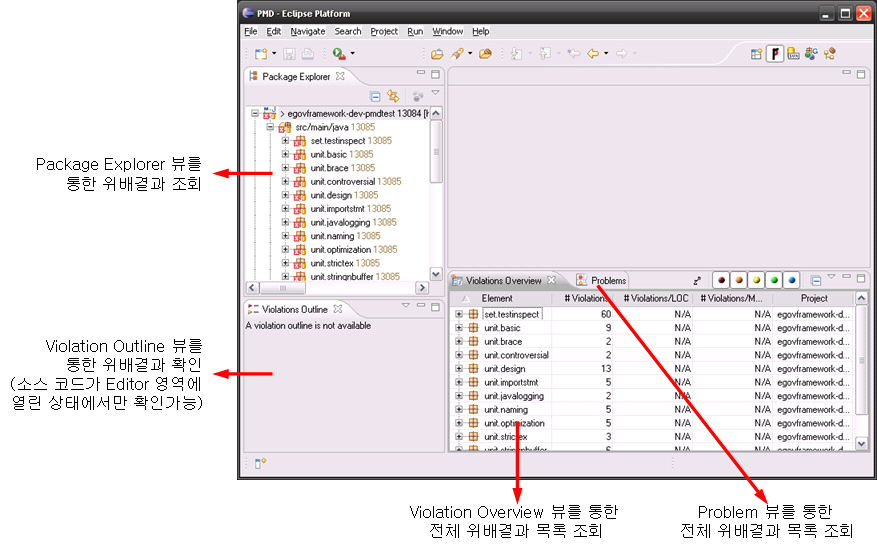 PMD - Eclipse Platform
File Edit Navigate Search Project Run Window Help
Package Explorer
> egovframework-dev-pmdtest 13084 [
src/main/java 13085
set.testinspect 13085
unit.basic 13085
unit.brace 13085
unit.controversial 13085
unit.design 13085
unit.importstmt 13085
unit.javalogging 13085
unit.naming 13085
unit.optimization 13085
unit.strictex 13085
unit.stringnbuffer 13085
Package Explorer 뷰를
통한 위배결과 조회
Violations Outline
A violation outline is not available
Violation Outline 뷰를
통한 위배결과 확인
(소스 코드가 Editor 영역에
열린 상태에서만 확인가능)
Violations Overview Problems
Element # Violations # Violations/LOC # Violations/M... Project
set.testinspect 60 N/A N/A egovframework-d...
unit.basic 9 N/A N/A egovframework-d...
unit.brace 2 N/A N/A egovframework-d...
unit.controversial 2 N/A N/A egovframework-d...
unit.design 13 N/A N/A egovframework-d...
unit.importstmt 5 N/A N/A egovframework-d...
unit.javalogging 2 N/A N/A egovframework-d...
unit.naming 5 N/A N/A egovframework-d...
unit.optimization 5 N/A N/A egovframework-d...
unit.strictex 3 N/A N/A egovframework-d...
unit.stringnbuffer 6 N/A N/A egovframework-d...
Violation Overview 뷰를 통한
전체 위배결과 목록 조회
Problem 뷰를 통한
전체 위배결과 목록 조회